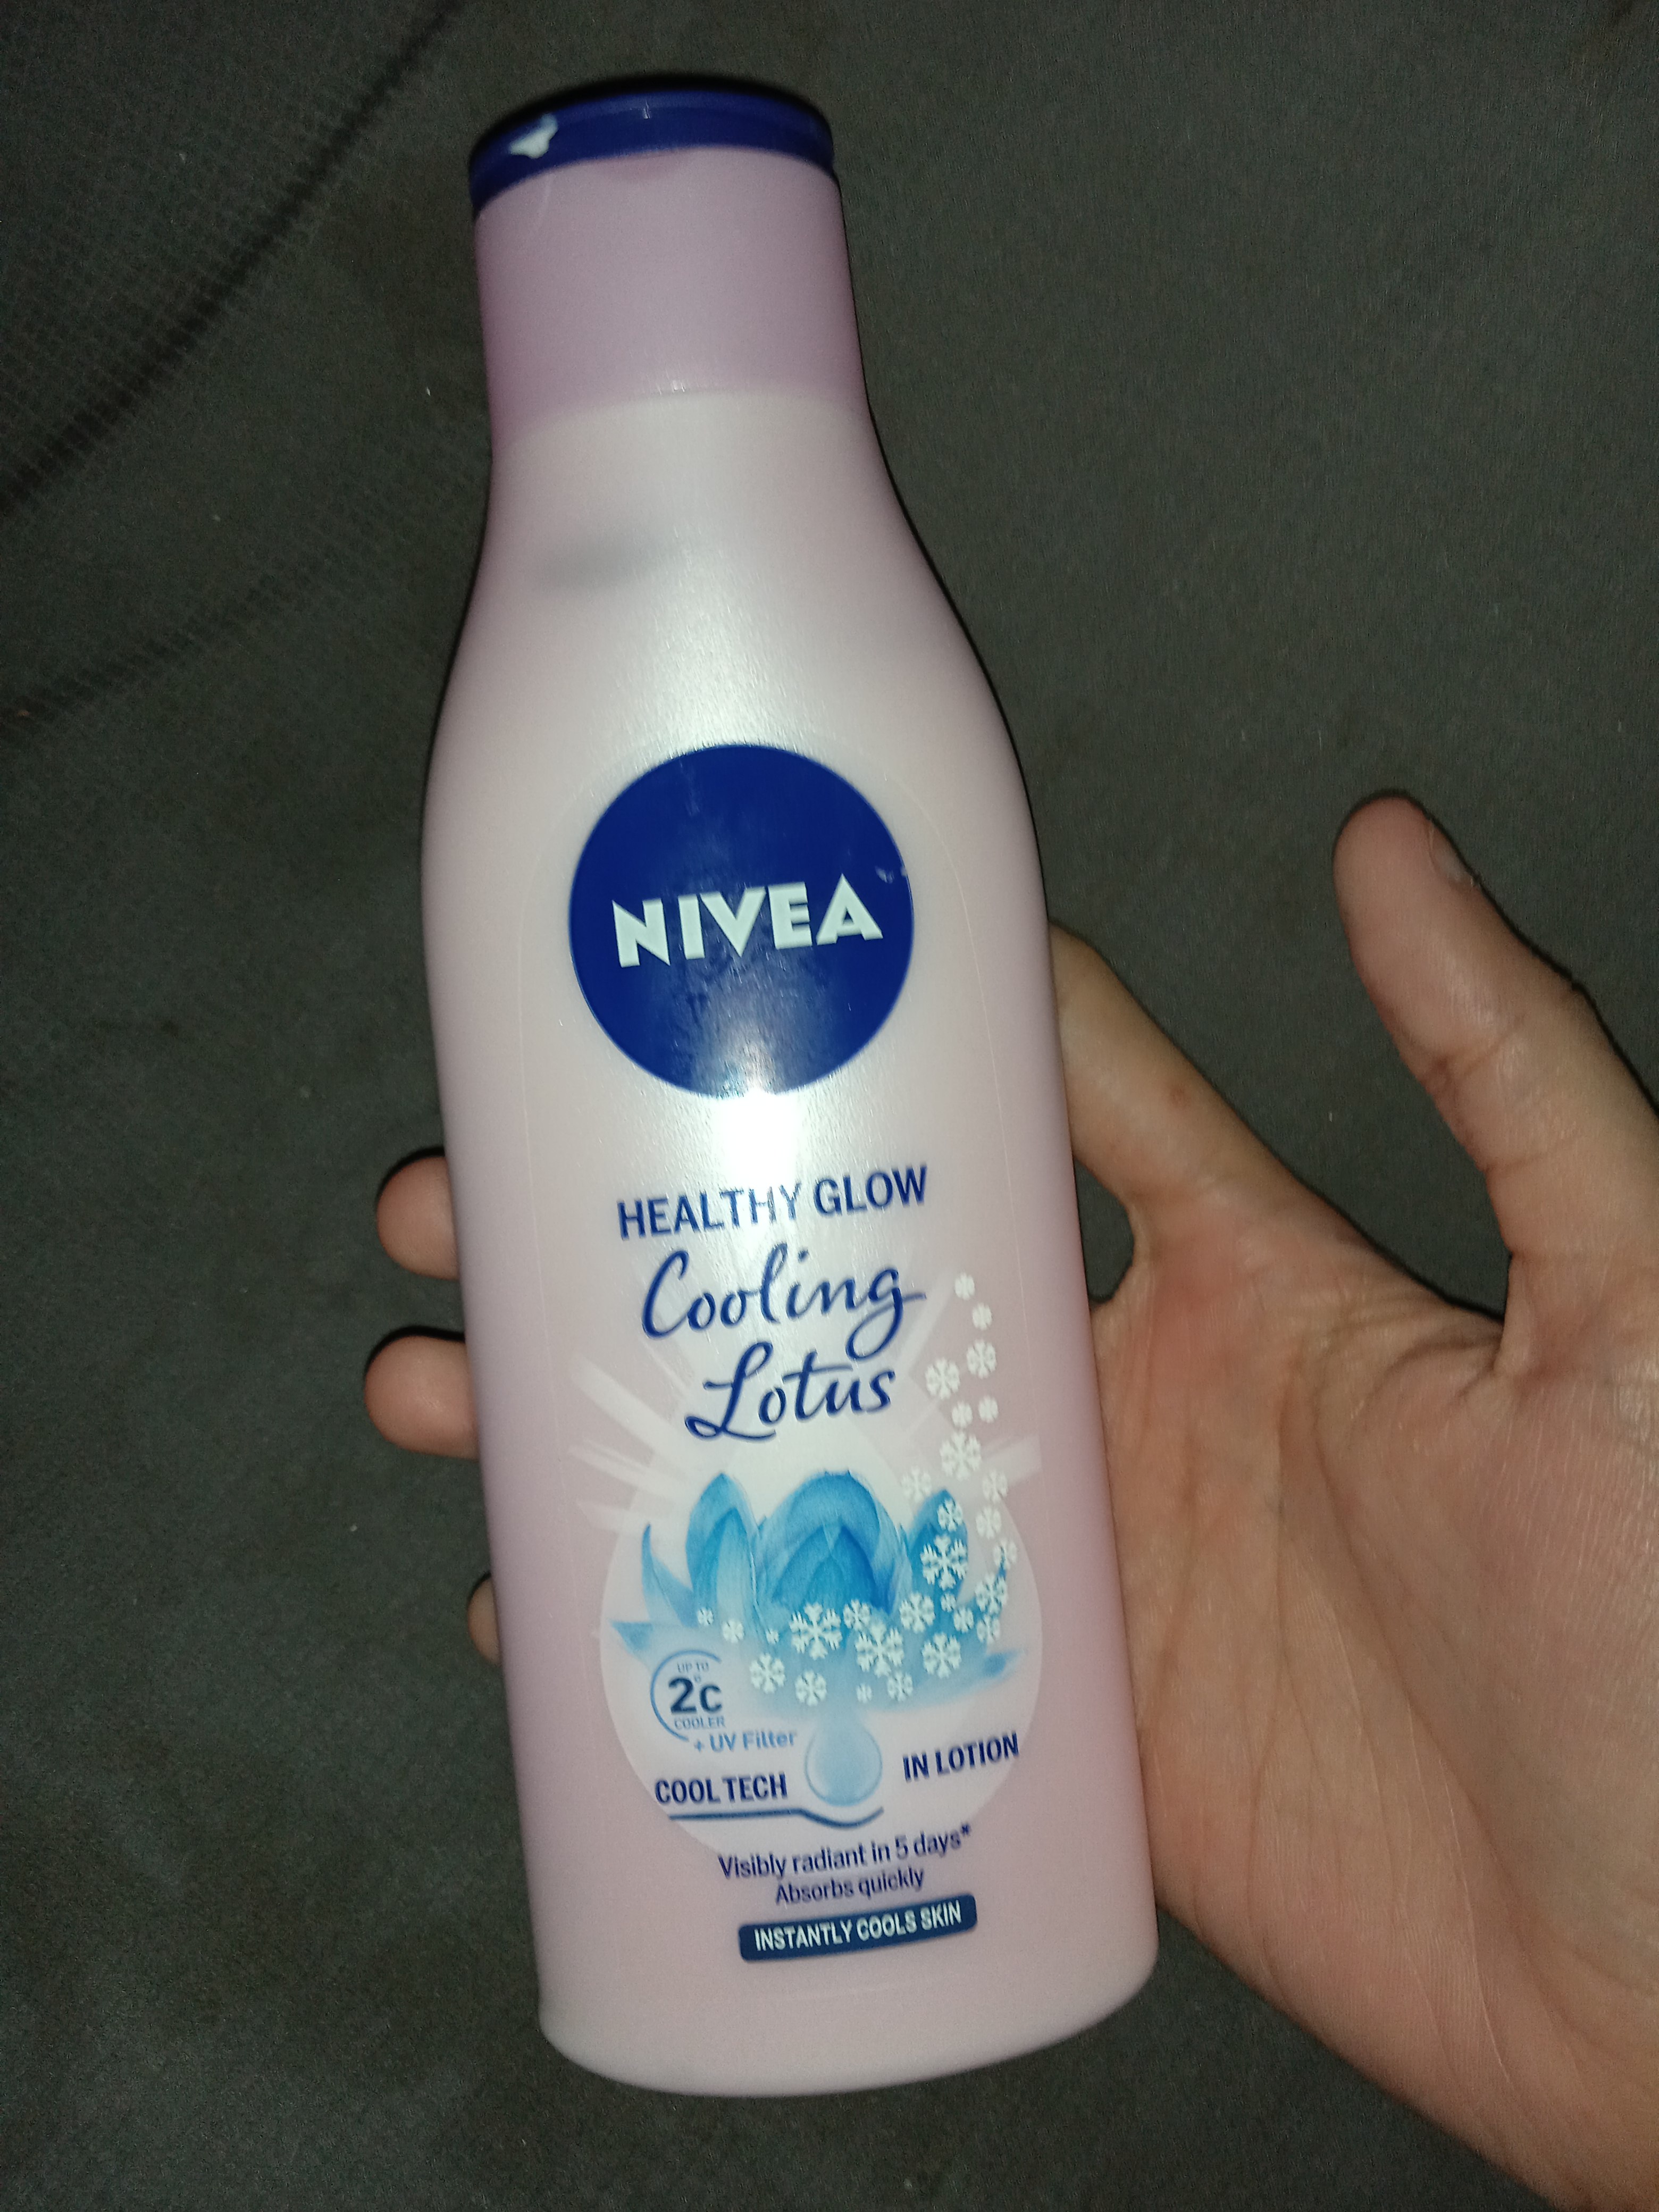 NIVEA
HEALTHY GLOW
Cooling
Lotus
UP TO
2°C
COOLER
+ UV Filter
COOL TECH
IN LOTION
Visibly radiant in 5 days*
Absorbs quickly
INSTANTLY COOLS SKIN